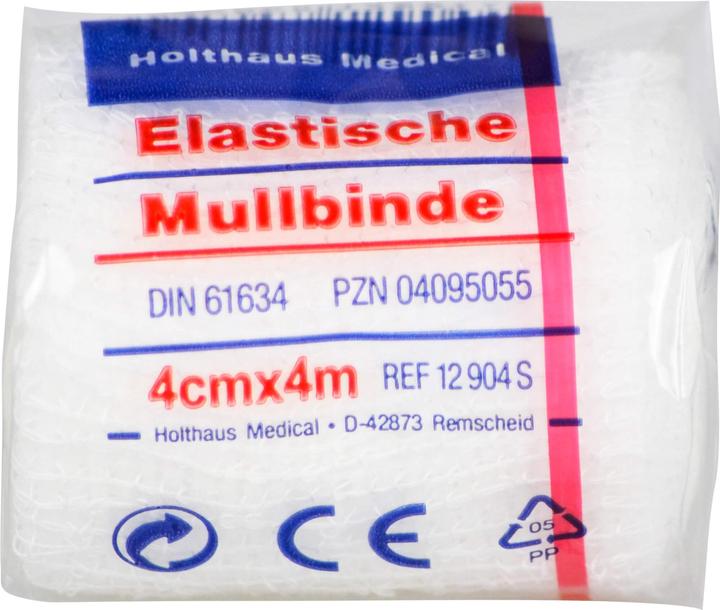 Holthaus Medical
Elastische
Mullbinde
DIN 61634 PZN 04095055
4cmx4m REF 12 904 S
Holthaus Medical • D-42873 Remscheid
CE 05
PP